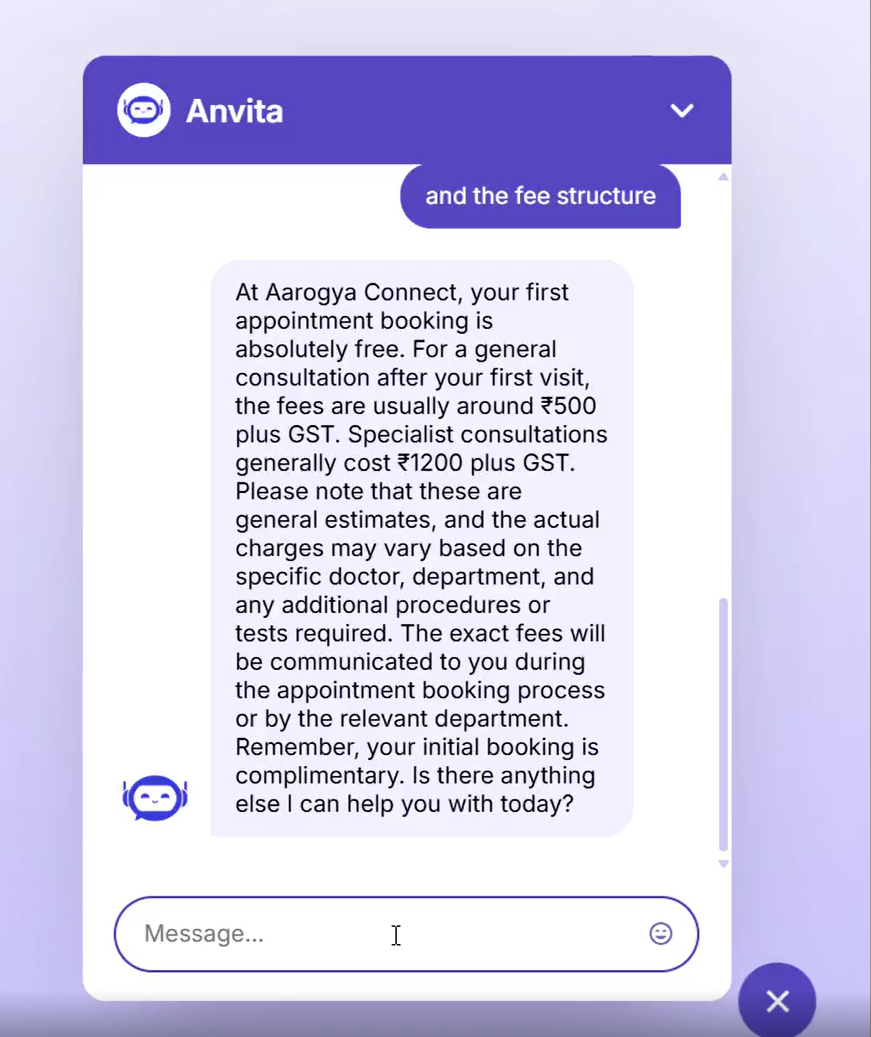 Anvita
and the fee structure
At Aarogya Connect, your first
appointment booking is
absolutely free. For a general
consultation after your first visit,
the fees are usually around ₹500
plus GST. Specialist consultations
generally cost ₹1200 plus GST.
Please note that these are
general estimates, and the actual
charges may vary based on the
specific doctor, department, and
any additional procedures or
tests required. The exact fees will
be communicated to you during
the appointment booking process
or by the relevant department.
Remember, your initial booking is
complimentary. Is there anything
else I can help you with today?
Message...